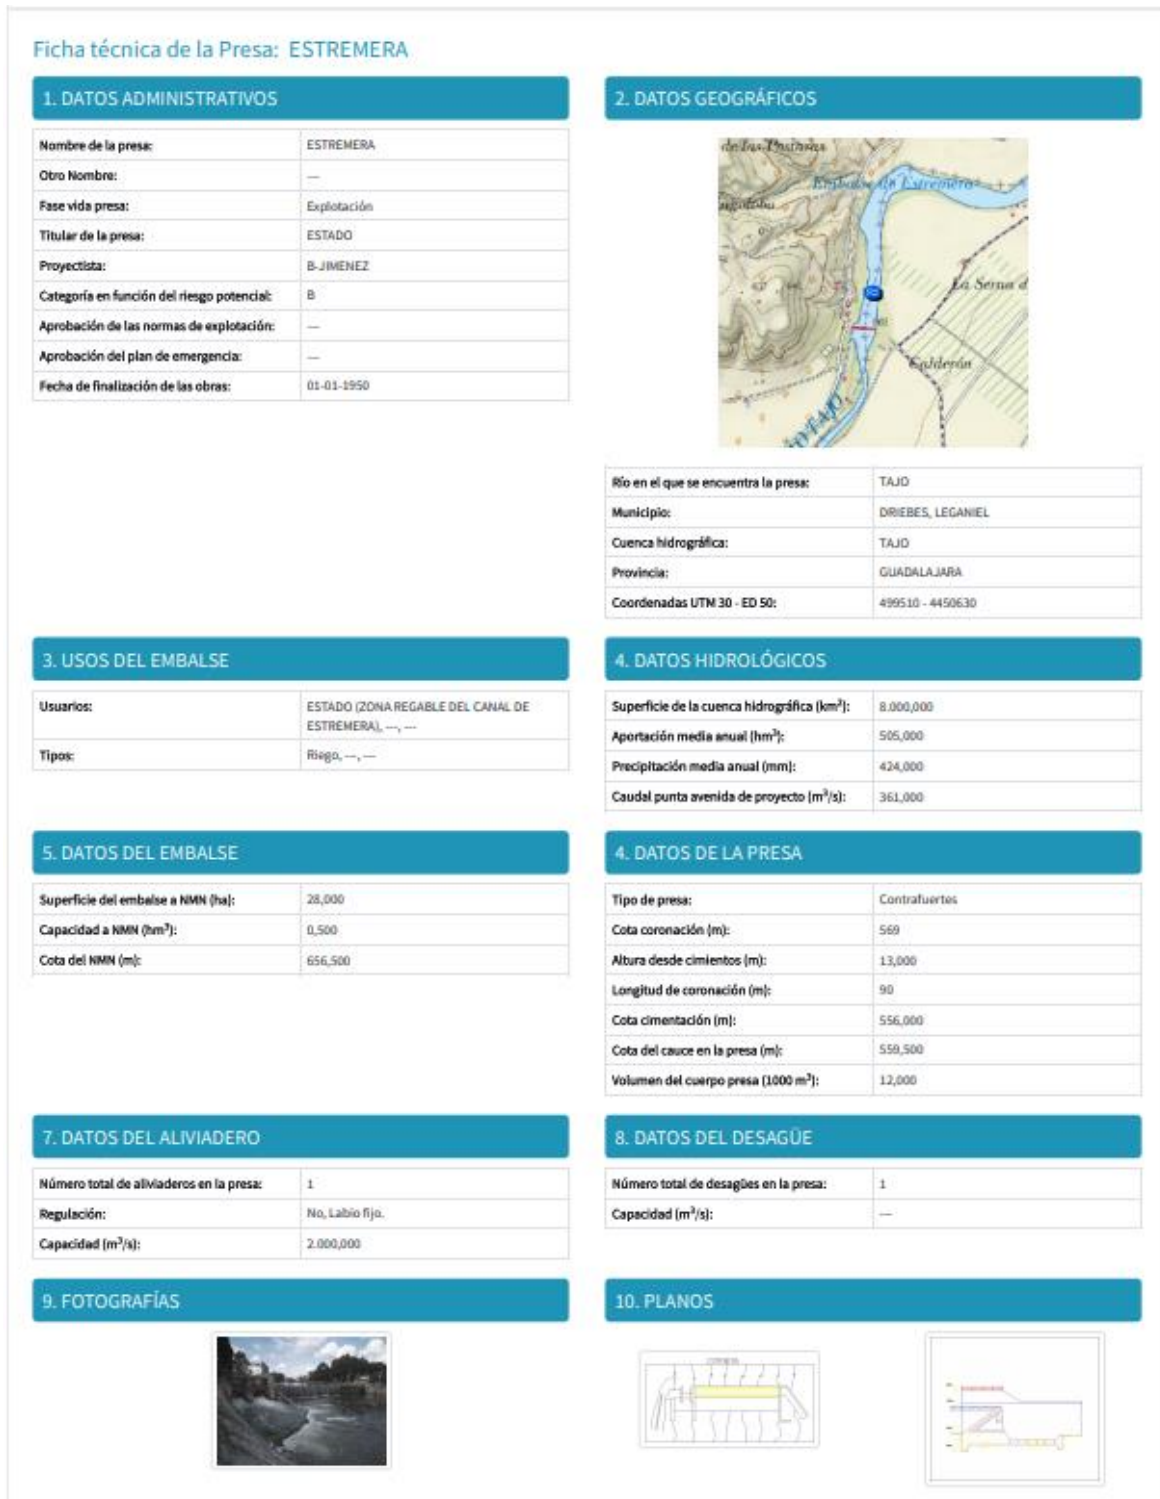 Ficha técnica de la Presa: ESTREMERA
1. DATOS ADMINISTRATIVOS
Nombre de la presa: ESTREMERA
Otro Nombre: ---
Fase vida presa: Explotación
Titular de la presa: ESTADO
Proyectista: B-JIMENEZ
Categoría en función del riesgo potencial: B
Aprobación de las normas de explotación: ---
Aprobación del plan de emergencia: ---
Fecha de finalización de las obras: 01-01-1950
2. DATOS GEOGRÁFICOS
Embalse de Estremera
La Serna d
Calderón
TAJO
Río en el que se encuentra la presa: TAJO
Municipio: DRIEBES, LEGANIEL
Cuenca hidrográfica: TAJO
Provincia: GUADALAJARA
Coordenadas UTM 30 - ED 50: 499510 - 4450630
3. USOS DEL EMBALSE
Usuarios: ESTADO (ZONA REGABLE DEL CANAL DE
ESTREMERA), ---, ---
Tipos: Riego, ---, ---
4. DATOS HIDROLÓGICOS
Superficie de la cuenca hidrográfica (km²): 8.000,000
Aportación media anual (hm³): 505,000
Precipitación media anual (mm): 424,000
Caudal punta avenida de proyecto (m³/s): 361,000
5. DATOS DEL EMBALSE
Superficie del embalse a NMN (ha): 28,000
Capacidad a NMN (hm³): 0,500
Cota del NMN (m): 656,500
4. DATOS DE LA PRESA
Tipo de presa: Contrafuertes
Cota coronación (m): 569
Altura desde cimientos (m): 13,000
Longitud de coronación (m): 90
Cota cimentación (m): 556,000
Cota del cauce en la presa (m): 559,500
Volumen del cuerpo presa (1000 m³): 12,000
7. DATOS DEL ALIVIADERO
Número total de aliviaderos en la presa: 1
Regulación: No, Labio fijo.
Capacidad (m³/s): 2.000,000
8. DATOS DEL DESAGÜE
Número total de desagües en la presa: 1
Capacidad (m³/s): ---
9. FOTOGRAFÍAS
10. PLANOS